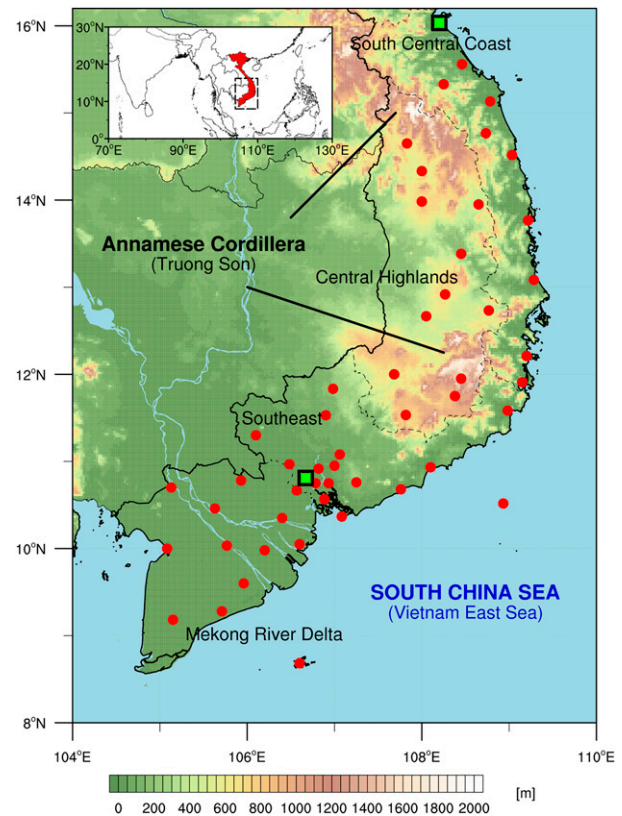 16°N
30°N
20°N
10°N
0°
70°E
90°E
110°E
130°E
South Central Coast
14°N
Annamese Cordillera
(Truong Son)
Central Highlands
12°N
Southeast
10°N
SOUTH CHINA SEA
(Vietnam East Sea)
Mekong River Delta
8°N
104°E
106°E
108°E
110°E
0 200 400 600 800 1000 1200 1400 1600 1800 2000 [m]